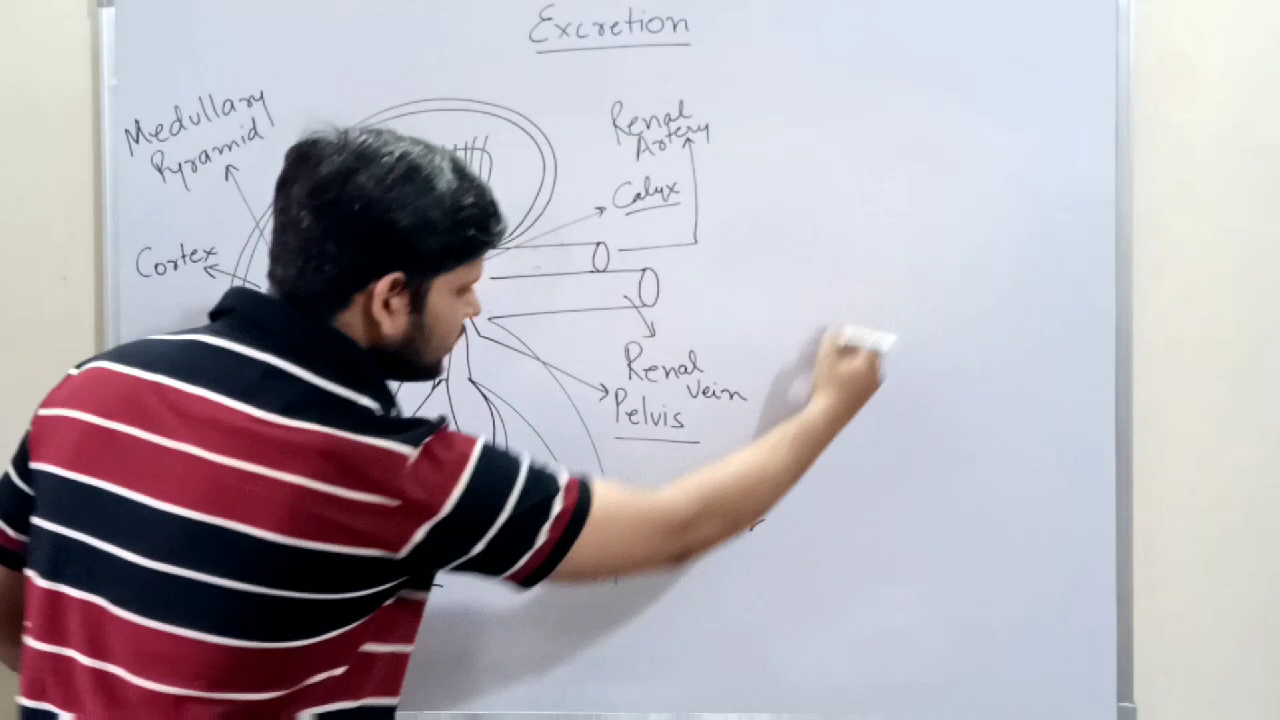 Excretion
Medullary
Pyramid
Cortex
Renal
Artery
Calyx
Renal
Vein
Pelvis